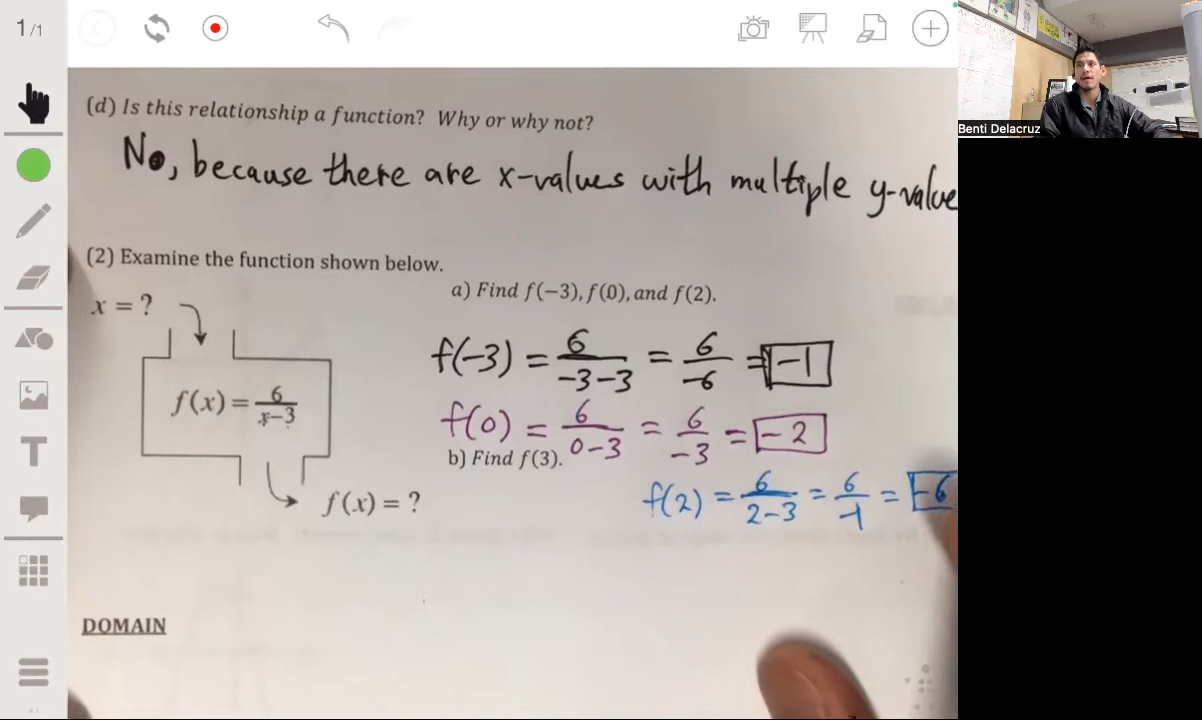 1/1
Benti Delacruz
(d) Is this relationship a function? Why or why not?
No, because there are x-values with multiple y-value
(2) Examine the function shown below.
x = ?
f(x) = 6/x−3
f(x) = ?
a) Find f(−3), f(0), and f(2).
f(-3) = 6/-3-3 = 6/-6 = -1
f(0) = 6/0-3 = 6/-3 = -2
b) Find f(3).
f(2) = 6/2-3 = 6/-1 = -6
DOMAIN
T